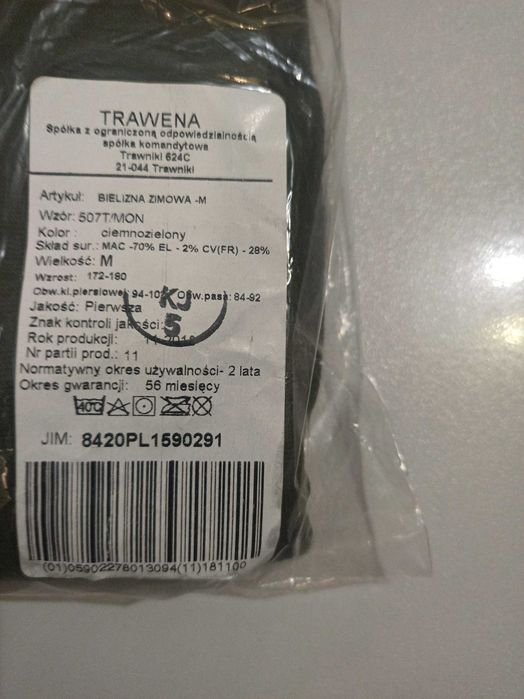 TRAWENA
Spółka z ograniczoną odpowiedzialnością
spółka komandytowa
Trawniki 624C
21-044 Trawniki
Artykuł: BIELIZNA ZIMOWA -M
Wzór: 507T/MON
Kolor : ciemnozielony
Skład sur.: MAC -70% EL - 2% CV(FR) - 28%
Wielkość: M
Wzrost: 172-180
Obw.kl.piersiowej: Obw.pasa: 84-92
Jakość: Pierwsza
Znak kontroli jakości:
KJ
5
Rok produkcji: 11.2018
Nr partii prod.: 11
Normatywny okres używalności- 2 lata
Okres gwarancji: 56 miesięcy
40°C
JIM: 8420PL1590291
(01)05902278013094(11)181100